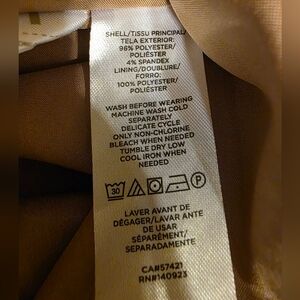 SHELL/TISSU PRINCIPAL/
TELA EXTERIOR:
96% POLYESTER/
POLIÉSTER
4% SPANDEX
LINING/DOUBLURE/
FORRO:
100% POLYESTER/
POLIÉSTER
WASH BEFORE WEARING
MACHINE WASH COLD
SEPARATELY
DELICATE CYCLE
ONLY NON-CHLORINE
BLEACH WHEN NEEDED
TUMBLE DRY LOW
COOL IRON WHEN
NEEDED
30 P
LAVER AVANT DE
DÉGAGER/LAVAR ANTE
DE USAR
SÉPARÉMENT/
SEPARADAMENTE
CA#57421
RN#140923